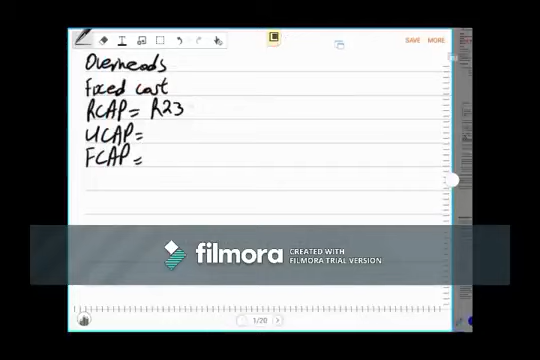 SAVE MORE
Overheads
Fixed cost
RCAP = R23
UCAP =
FCAP =
filmora CREATED WITH FILMORA TRIAL VERSION
1/20